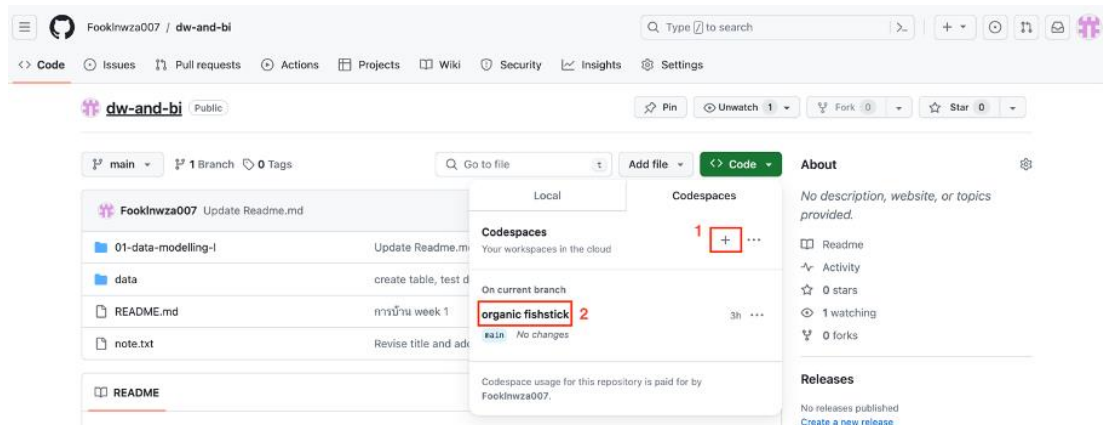 FookInwza007 / dw-and-bi
Type / to search
Code Issues Pull requests Actions Projects Wiki Security Insights Settings
dw-and-bi Public
Pin Unwatch 1 Fork 0 Star 0
main 1 Branch 0 Tags
Go to file t Add file <> Code
Local Codespaces
Codespaces 1 +
Your workspaces in the cloud
On current branch
organic fishstick 2 3h
main No changes
Codespace usage for this repository is paid for by
FookInwza007.
FookInwza007 Update Readme.md
01-data-modelling-I Update Readme.m
data create table, test d
README.md การบ้าน week 1
note.txt Revise title and ad
README
About
No description, website, or topics
provided.
Readme
Activity
0 stars
1 watching
0 forks
Releases
No releases published
Create a new release